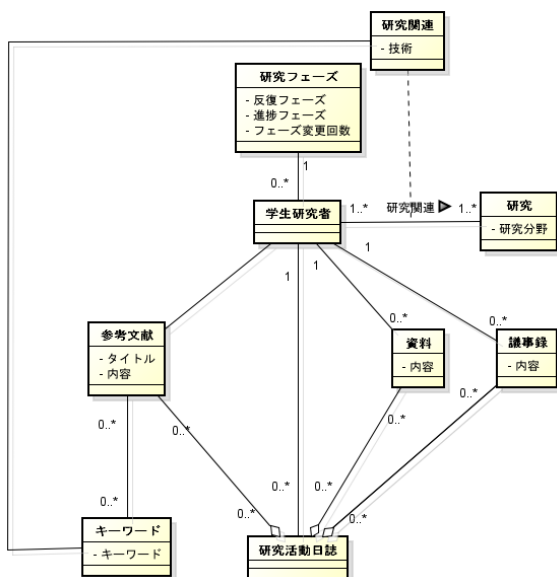 研究関連
- 技術
研究フェーズ
- 反復フェーズ
- 進捗フェーズ
- フェーズ変更回数
1
0..*
1..*
研究関連
1..*
学生研究者
研究
- 研究分野
1
1
1
0..*
0..*
参考文献
- タイトル
- 内容
資料
- 内容
議事録
- 内容
0..*
0..*
0..*
0..*
0..*
0..*
0..*
0..*
キーワード
- キーワード
研究活動日誌